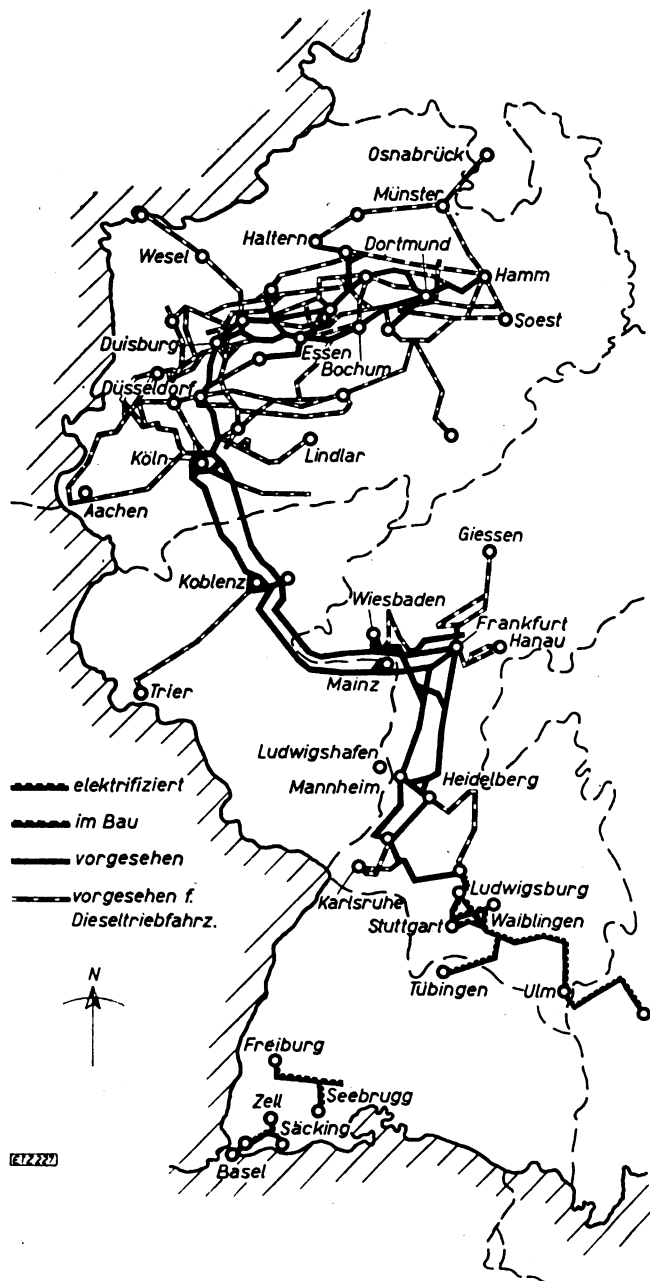 Osnabrück
Münster
Haltern
Dortmund
Wesel
Hamm
Soest
Duisburg
Essen
Bochum
Düsseldorf
Lindlar
Köln
Aachen
Giessen
Koblenz
Wiesbaden
Frankfurt
Hanau
Mainz
Trier
Ludwigshafen
Mannheim
Heidelberg
elektrifiziert
im Bau
vorgesehen
vorgesehen f.
Dieseltriebfahrz.
Karlsruhe
Ludwigsburg
Waiblingen
Stuttgart
Tübingen
Ulm
N
Freiburg
Seebrugg
Zell
Säcking
Basel
ETZ 227